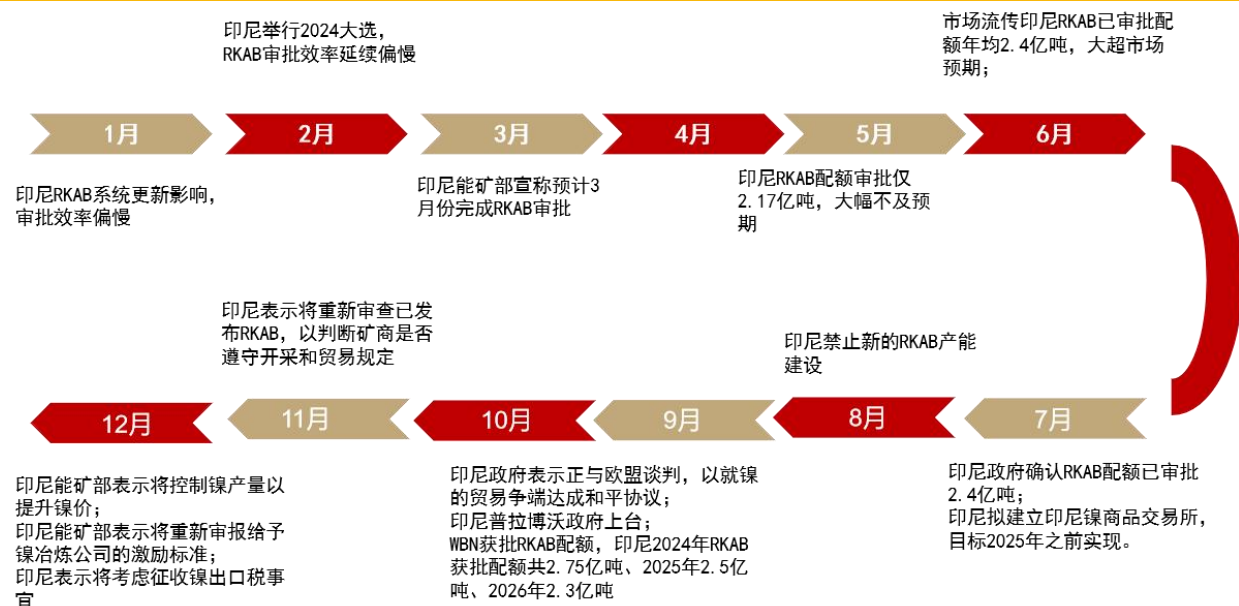 印尼举行2024大选，
RKAB审批效率延续偏慢
市场流传印尼RKAB已审批配
额年均2.4亿吨，大超市场
预期；
1月
2月
3月
4月
5月
6月
印尼RKAB系统更新影响，
审批效率偏慢
印尼能矿部宣称预计3
月份完成RKAB审批
印尼RKAB配额审批仅
2.17亿吨，大幅不及预
期
印尼表示将重新审查已发
布RKAB，以判断矿商是否
遵守开采和贸易规定
印尼禁止新的RKAB产能
建设
12月
11月
10月
9月
8月
7月
印尼能矿部表示将控制镍产量以
提升镍价；
印尼能矿部表示将重新审报给予
镍冶炼公司的激励标准；
印尼表示将考虑征收镍出口税事
宜
印尼政府表示正与欧盟谈判，以就镍
的贸易争端达成和平协议；
印尼普拉博沃政府上台；
WBN获批RKAB配额，印尼2024年RKAB
获批配额共2.75亿吨、2025年2.5亿
吨、2026年2.3亿吨
印尼政府确认RKAB配额已审批
2.4亿吨；
印尼拟建立印尼镍商品交易所，
目标2025年之前实现。